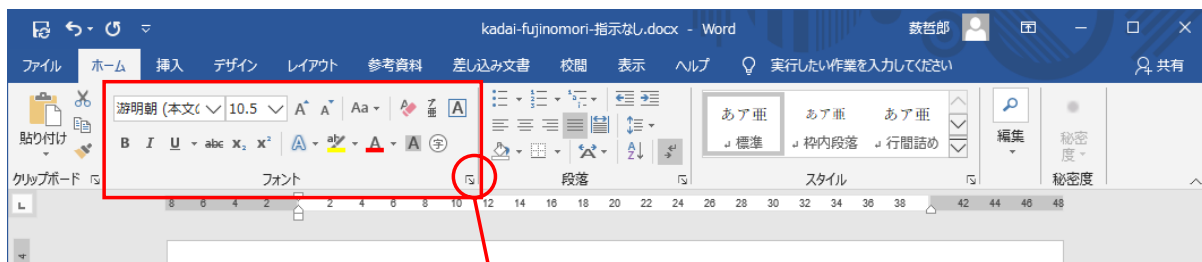 kadai-fujinomori-指示なし.docx - Word
薮哲郎
ファイル ホーム 挿入 デザイン レイアウト 参考資料 差し込み文書 校閲 表示 ヘルプ 実行したい作業を入力してください 共有
游明朝 (本文( 10.5 A A Aa A
貼り付け
B I U abc X₂ X² A aby A A 字
あア亜 あア亜 あア亜
↲標準 ↲枠内段落 ↲行間詰め
編集
秘密度
クリップボード フォント 段落 スタイル 秘密度
L 8 6 4 2 2 4 6 8 10 12 14 16 18 20 22 24 26 28 30 32 34 36 38 42 44 46 48